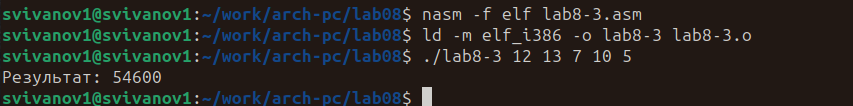 svivanov1@svivanov1:~/work/arch-pc/lab08$ nasm -f elf lab8-3.asm
svivanov1@svivanov1:~/work/arch-pc/lab08$ ld -m elf_i386 -o lab8-3 lab8-3.o
svivanov1@svivanov1:~/work/arch-pc/lab08$ ./lab8-3 12 13 7 10 5
Результат: 54600
svivanov1@svivanov1:~/work/arch-pc/lab08$